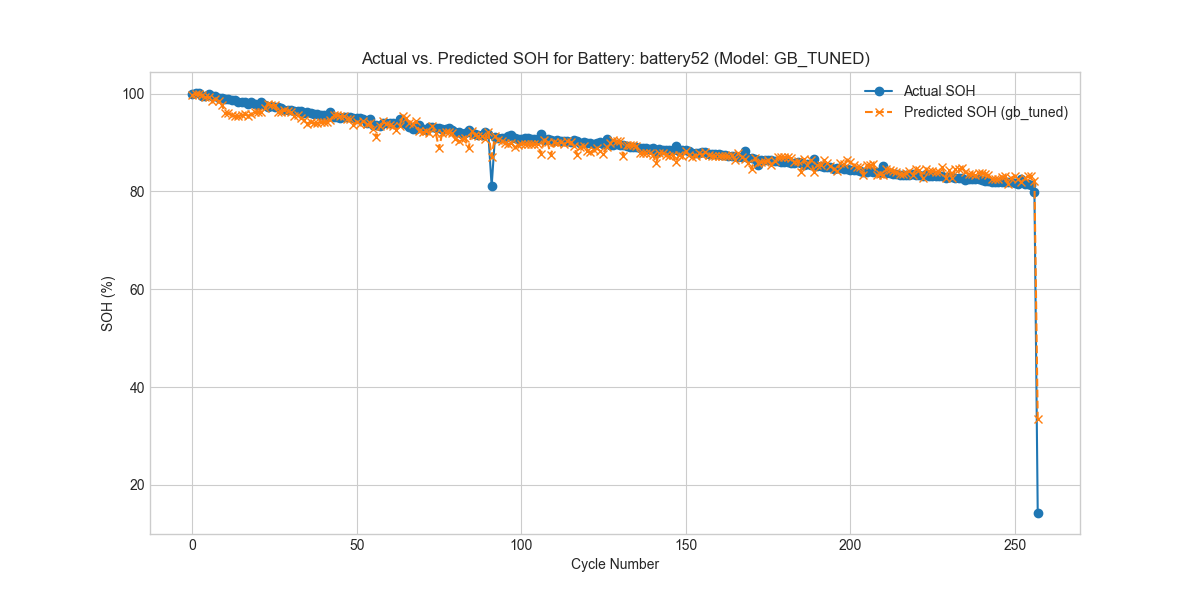 Actual vs. Predicted SOH for Battery: battery52 (Model: GB_TUNED)
Actual SOH
Predicted SOH (gb_tuned)
SOH (%)
100
80
60
40
20
0 50 100 150 200 250
Cycle Number